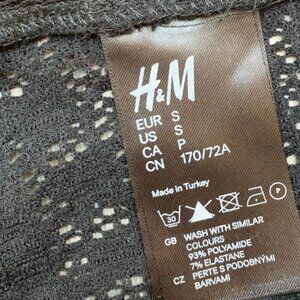 H&M
EUR S
US S
CA P
CN 170/72A
Made in Turkey
30
P
GB WASH WITH SIMILAR
COLOURS
93% POLYAMIDE
7% ELASTANE
CZ PERTE S PODOBNÝMI
BARVAMI